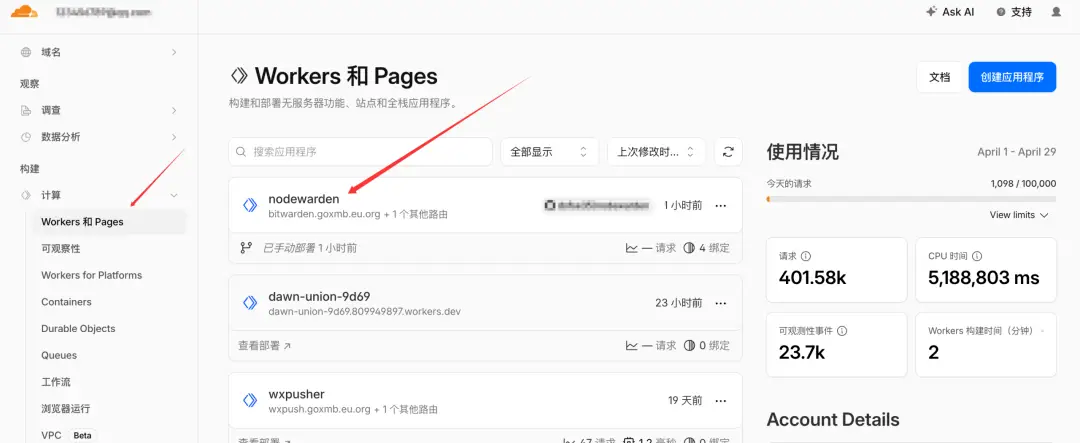 Ask AI
支持
域名
观察
调查
数据分析
构建
计算
Workers 和 Pages
可观察性
Workers for Platforms
Containers
Durable Objects
Queues
工作流
浏览器运行
VPC Beta
Workers 和 Pages
构建和部署无服务器功能、站点和全栈应用程序。
文档
创建应用程序
搜索应用程序
全部显示
上次修改时...
nodewarden
bitwarden.goxmb.eu.org + 1 个其他路由
1 小时前
已手动部署 1 小时前
— 请求
4 绑定
dawn-union-9d69
dawn-union-9d69.809949897.workers.dev
23 小时前
查看部署
— 请求
0 绑定
wxpusher
wxpush.goxmb.eu.org + 1 个其他路由
19 天前
查看部署
47 请求
1.2 毫秒
0 绑定
使用情况
April 1 - April 29
今天的请求
1,098 / 100,000
View limits
请求
401.58k
CPU 时间
5,188,803 ms
可观测性事件
23.7k
Workers 构建时间（分钟）
2
Account Details